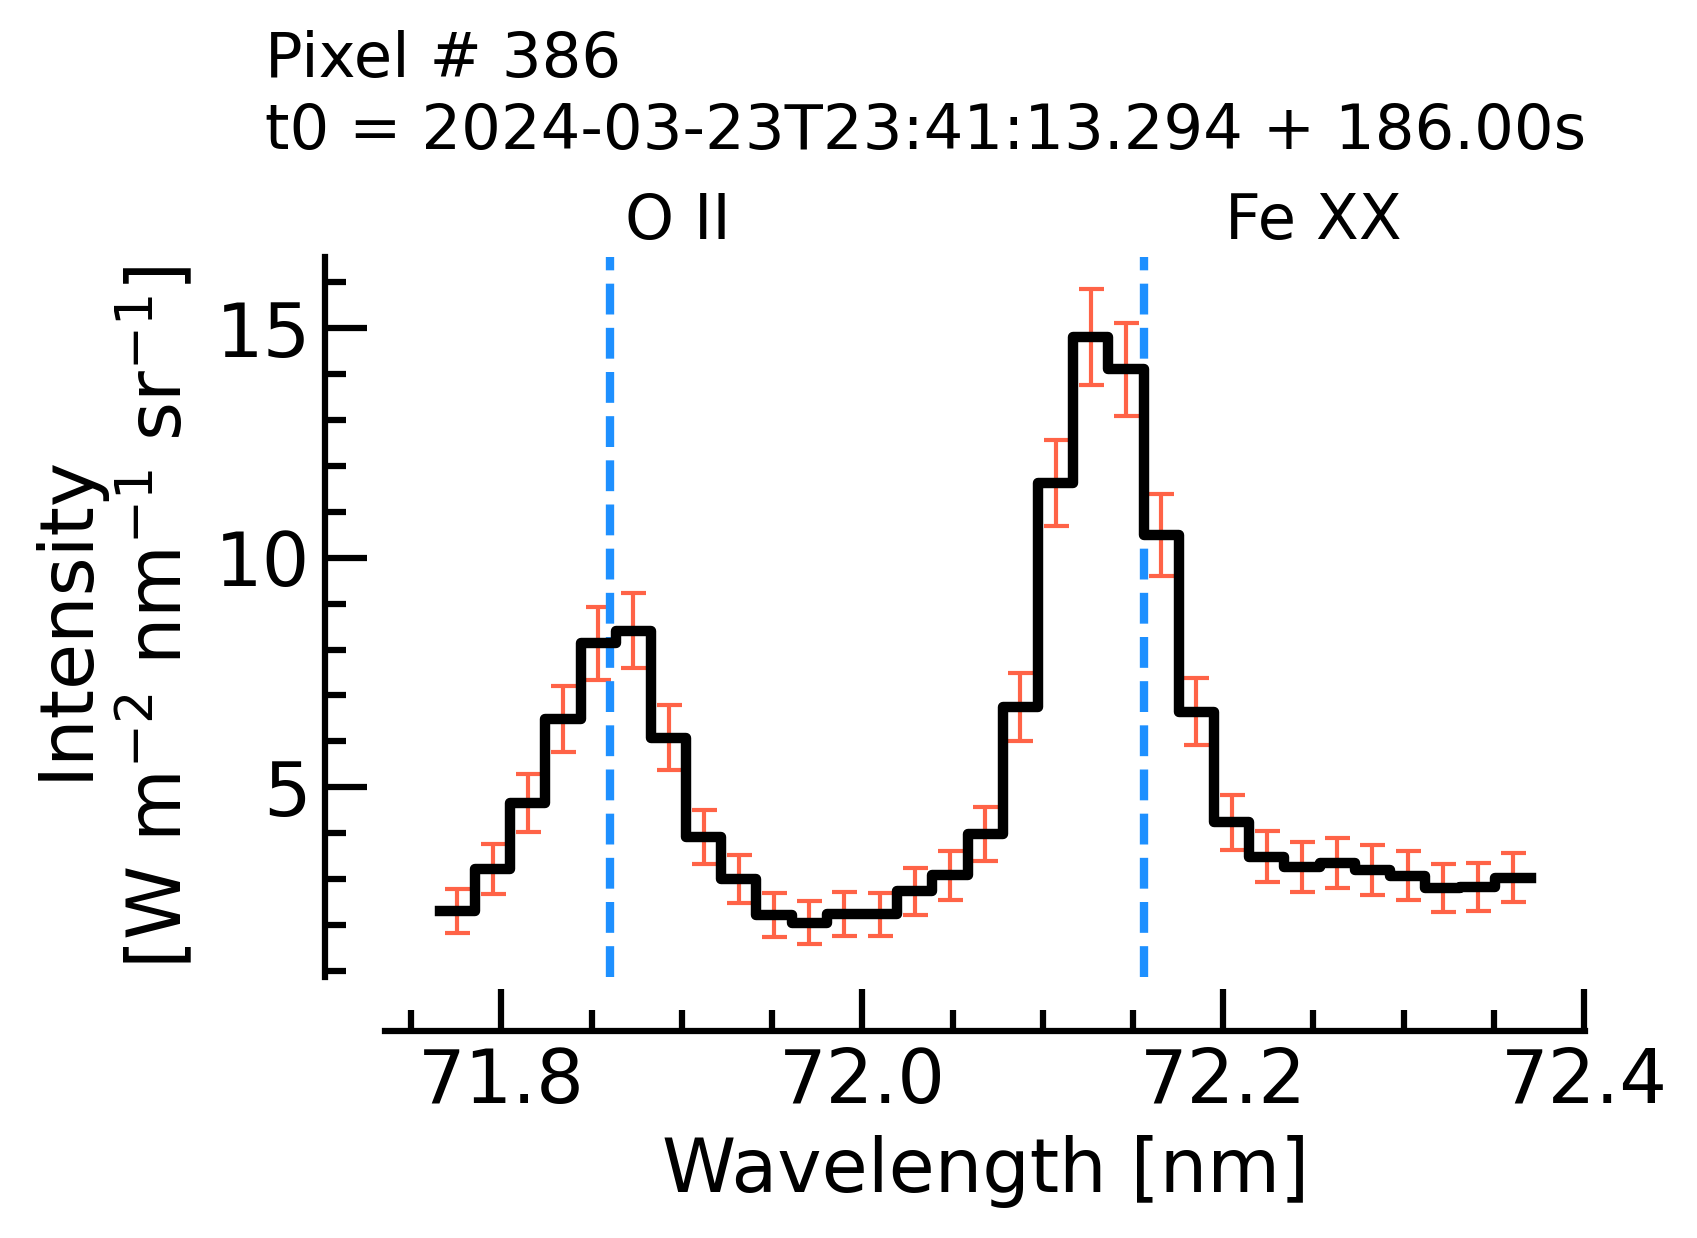 Pixel # 386
t0 = 2024-03-23T23:41:13.294 + 186.00s
O II Fe XX
Intensity
[W m⁻² nm⁻¹ sr⁻¹]
15
10
5
71.8 72.0 72.2 72.4
Wavelength [nm]